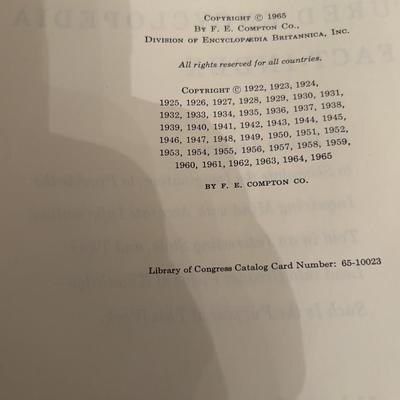 COPYRIGHT © 1965
BY F. E. COMPTON CO.,
DIVISION OF ENCYCLOPÆDIA BRITANNICA, INC.
All rights reserved for all countries.
COPYRIGHT © 1922, 1923, 1924,
1925, 1926, 1927, 1928, 1929, 1930, 1931,
1932, 1933, 1934, 1935, 1936, 1937, 1938,
1939, 1940, 1941, 1942, 1943, 1944, 1945,
1946, 1947, 1948, 1949, 1950, 1951, 1952,
1953, 1954, 1955, 1956, 1957, 1958, 1959,
1960, 1961, 1962, 1963, 1964, 1965
BY F. E. COMPTON CO.
Library of Congress Catalog Card Number: 65-10023